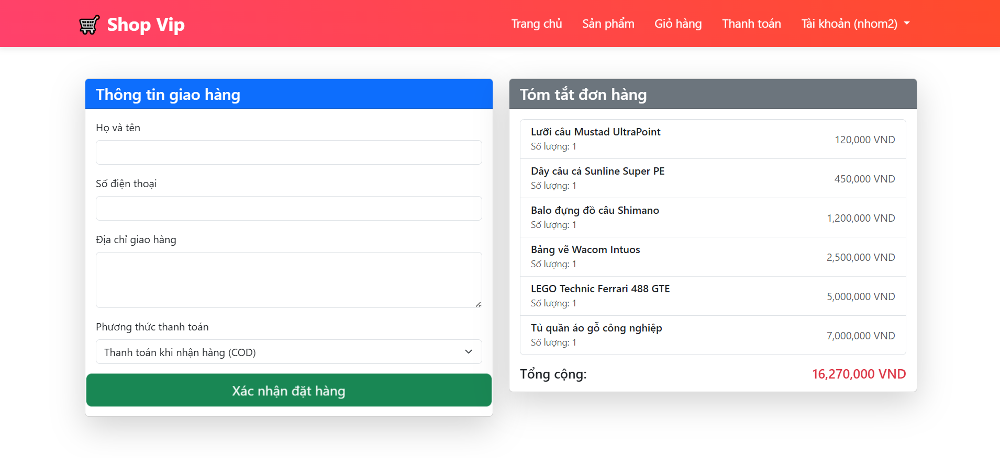 Shop Vip
Trang chủ
Sản phẩm
Giỏ hàng
Thanh toán
Tài khoản (nhom2)
Thông tin giao hàng
Họ và tên
Số điện thoại
Địa chỉ giao hàng
Phương thức thanh toán
Thanh toán khi nhận hàng (COD)
Xác nhận đặt hàng
Tóm tắt đơn hàng
Lưỡi câu Mustad UltraPoint
Số lượng: 1
120,000 VND
Dây câu cá Sunline Super PE
Số lượng: 1
450,000 VND
Balo đựng đồ câu Shimano
Số lượng: 1
1,200,000 VND
Bảng vẽ Wacom Intuos
Số lượng: 1
2,500,000 VND
LEGO Technic Ferrari 488 GTE
Số lượng: 1
5,000,000 VND
Tủ quần áo gỗ công nghiệp
Số lượng: 1
7,000,000 VND
Tổng cộng:
16,270,000 VND